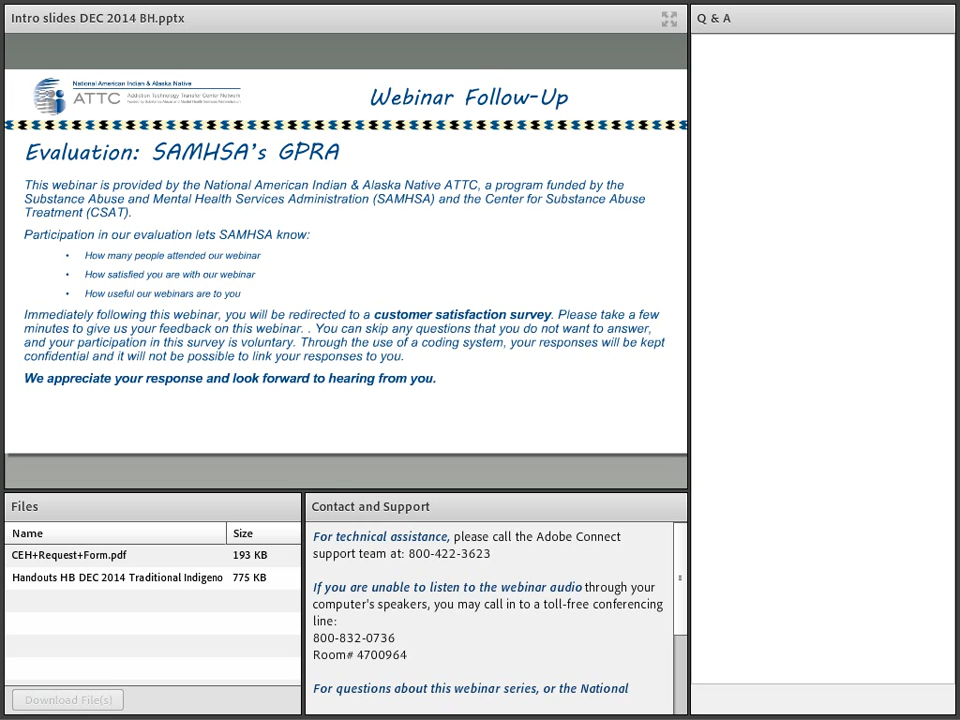 Intro slides DEC 2014 BH.pptx
Q & A
National American Indian & Alaska Native
ATTC Addiction Technology Transfer Center Network
Webinar Follow-Up
Evaluation: SAMHSA's GPRA
This webinar is provided by the National American Indian & Alaska Native ATTC, a program funded by the
Substance Abuse and Mental Health Services Administration (SAMHSA) and the Center for Substance Abuse
Treatment (CSAT).
Participation in our evaluation lets SAMHSA know:
• How many people attended our webinar
• How satisfied you are with our webinar
• How useful our webinars are to you
Immediately following this webinar, you will be redirected to a customer satisfaction survey. Please take a few
minutes to give us your feedback on this webinar. . You can skip any questions that you do not want to answer,
and your participation in this survey is voluntary. Through the use of a coding system, your responses will be kept
confidential and it will not be possible to link your responses to you.
We appreciate your response and look forward to hearing from you.
Files
Name Size
CEH+Request+Form.pdf 193 KB
Handouts HB DEC 2014 Traditional Indigeno 775 KB
Download File(s)
Contact and Support
For technical assistance, please call the Adobe Connect
support team at: 800-422-3623
If you are unable to listen to the webinar audio through your
computer's speakers, you may call in to a toll-free conferencing
line:
800-832-0736
Room# 4700964
For questions about this webinar series, or the National